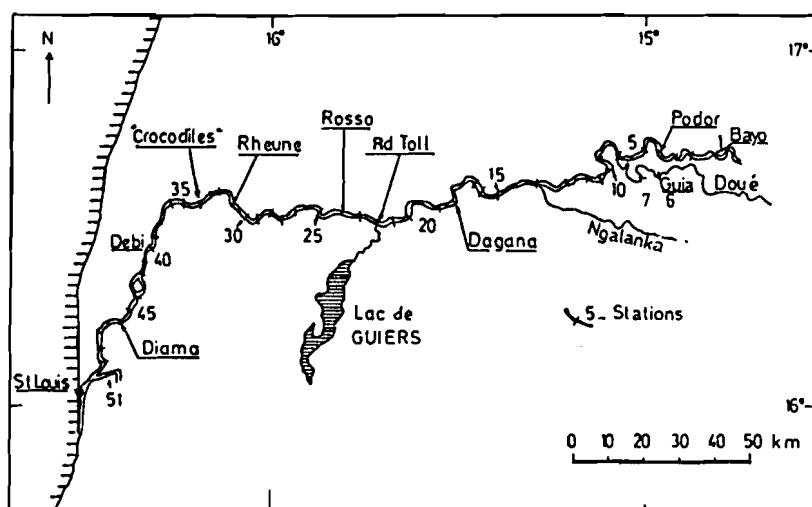 16° 15°
N 17°
Rosso Podor
"Crocodiles" Rheune Rd Toll 5 Bayo
35 15 10 7 Guia Doué
6
30 25 20
Debi Dagana Ngalanka
40
45 Lac de 5_ Stations
Diama GUIERS
St Louis
51 16°
0 10 20 30 40 50 km